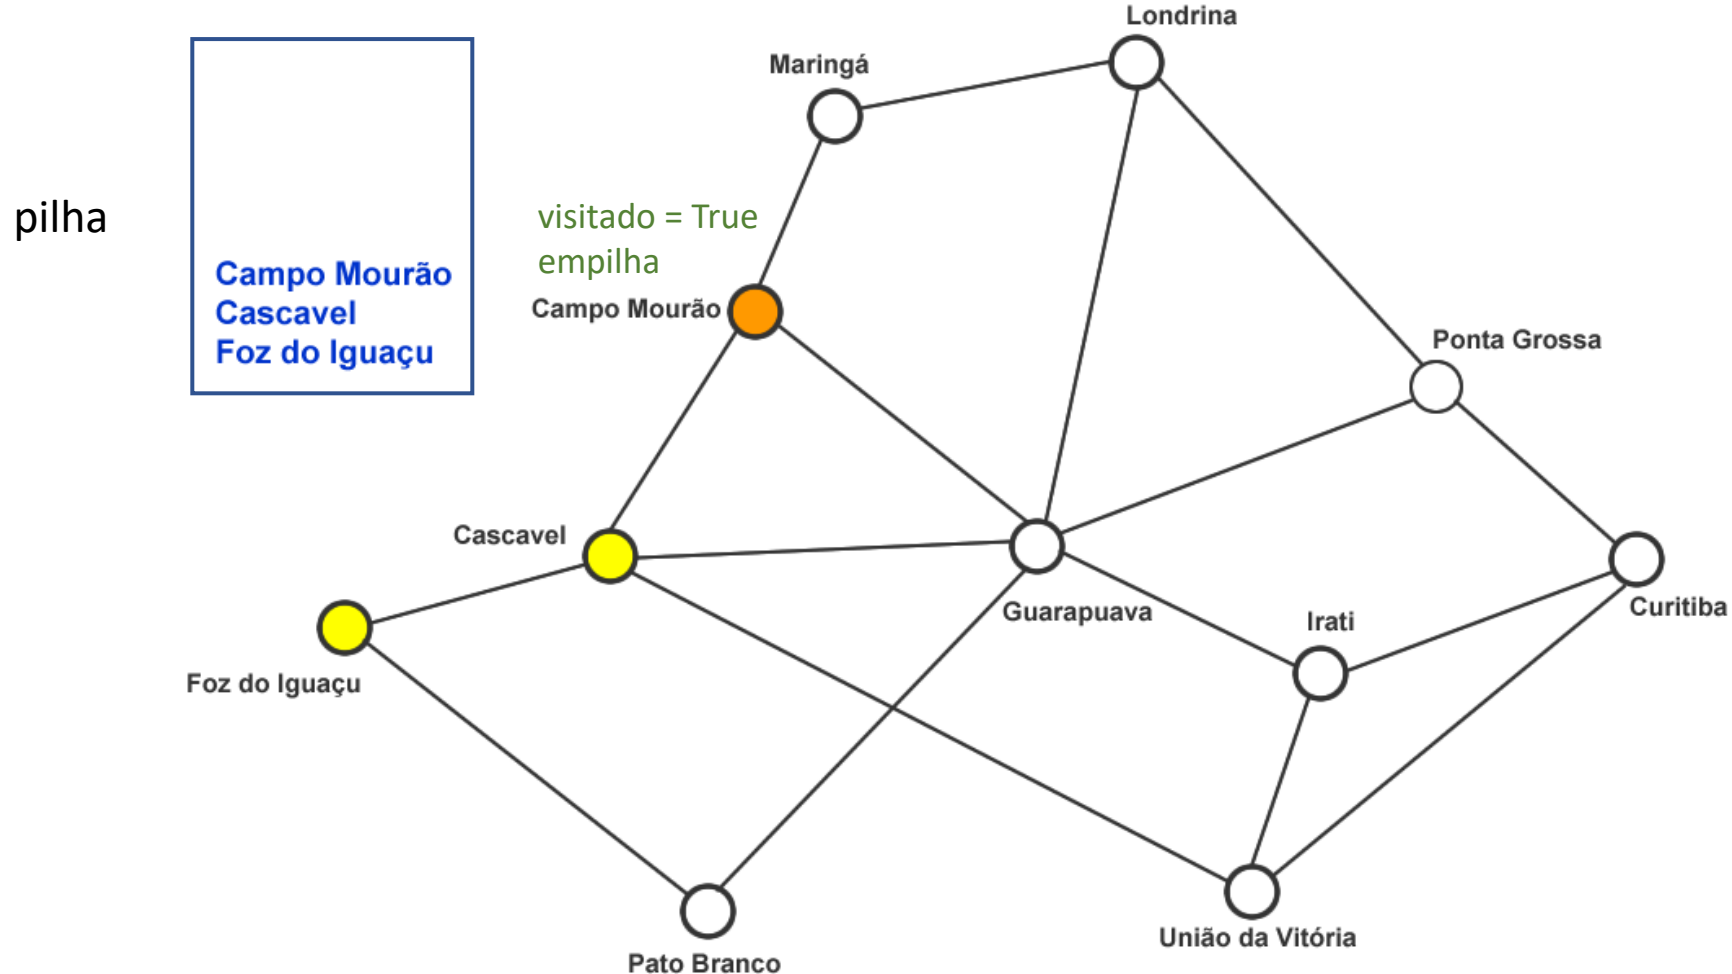 Londrina
Maringá
pilha
visitado = True
empilha
Campo Mourão
Cascavel
Foz do Iguaçu
Campo Mourão
Ponta Grossa
Cascavel
Guarapuava
Curitiba
Irati
Foz do Iguaçu
União da Vitória
Pato Branco